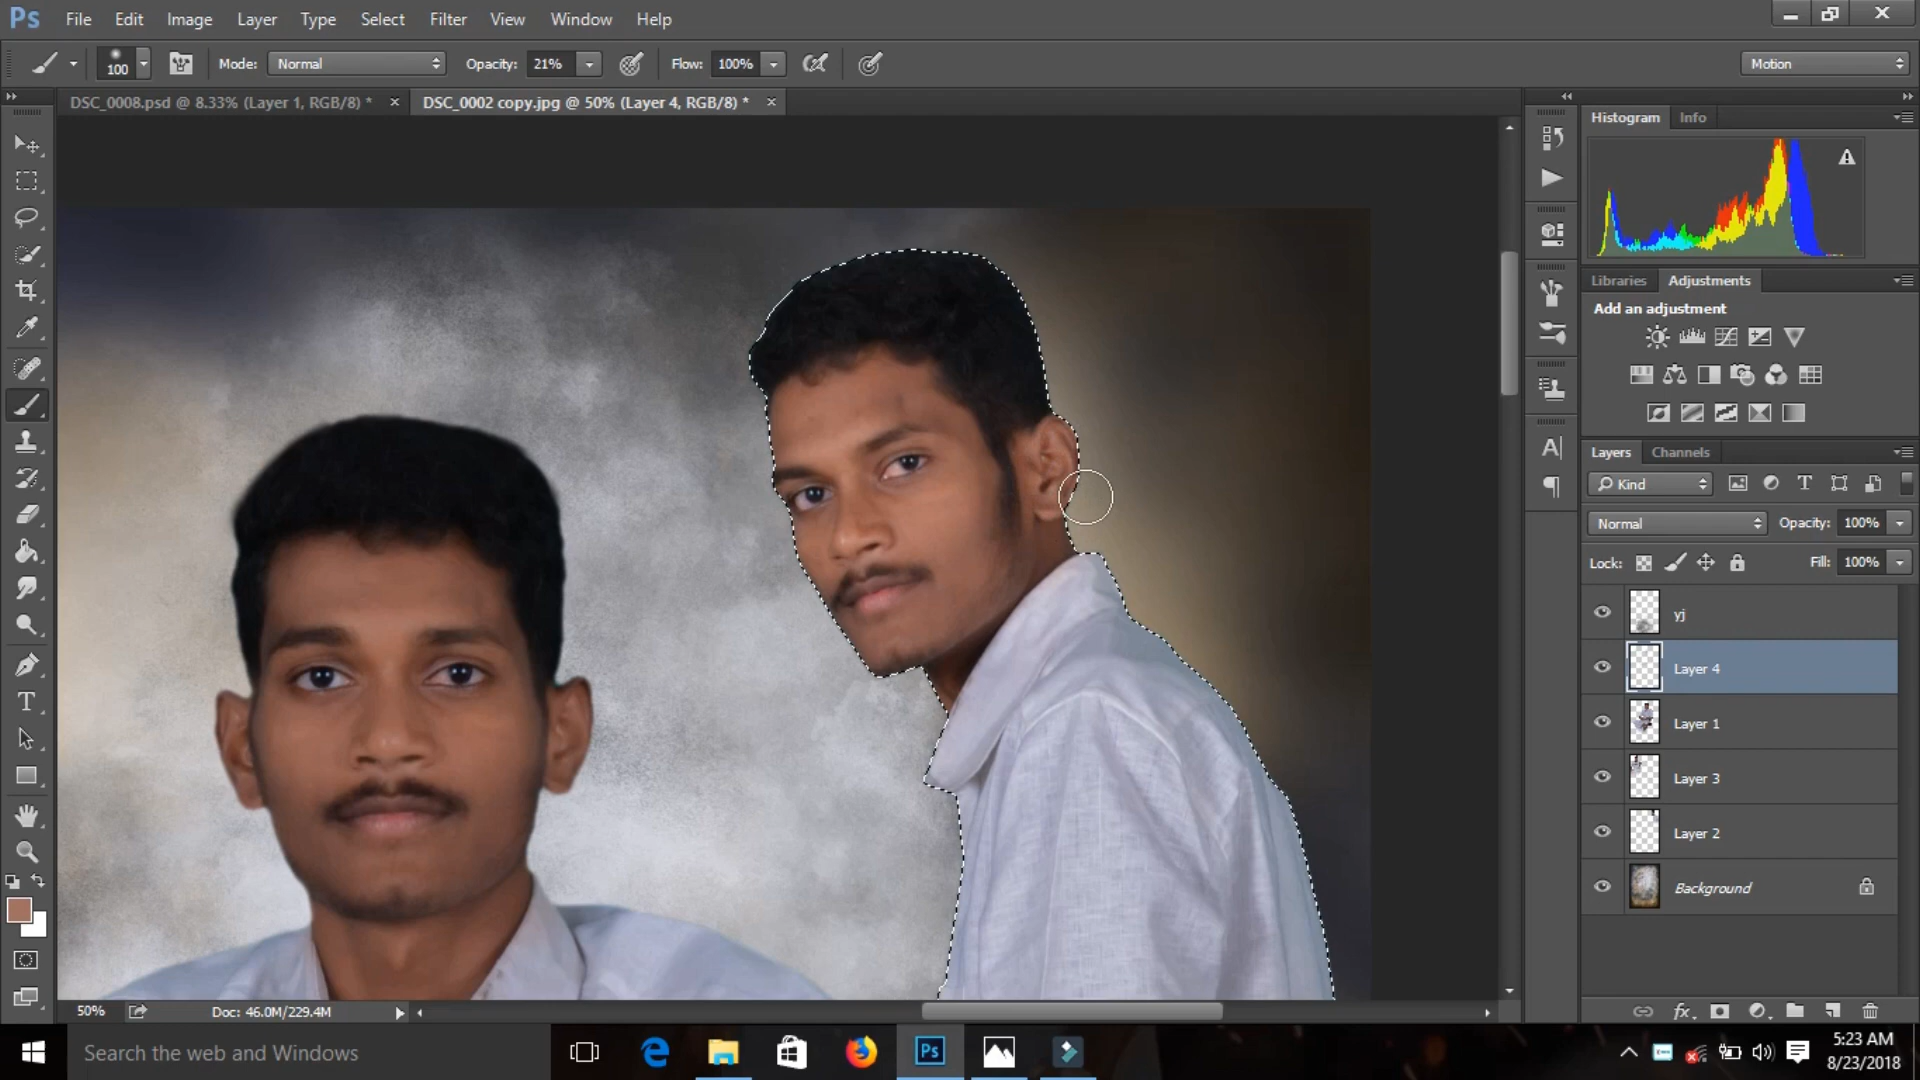 Ps File Edit Image Layer Type Select Filter View Window Help
100 Mode: Normal Opacity: 21% Flow: 100% Motion
DSC_0008.psd @ 8.33% (Layer 1, RGB/8) * × DSC_0002 copy.jpg @ 50% (Layer 4, RGB/8) * ×
Histogram Info
Libraries Adjustments
Add an adjustment
Layers Channels
Kind
Normal Opacity: 100%
Lock: Fill: 100%
yj
Layer 4
Layer 1
Layer 3
Layer 2
Background
50% Doc: 46.0M/229.4M
Search the web and Windows
Ps
5:23 AM
8/23/2018